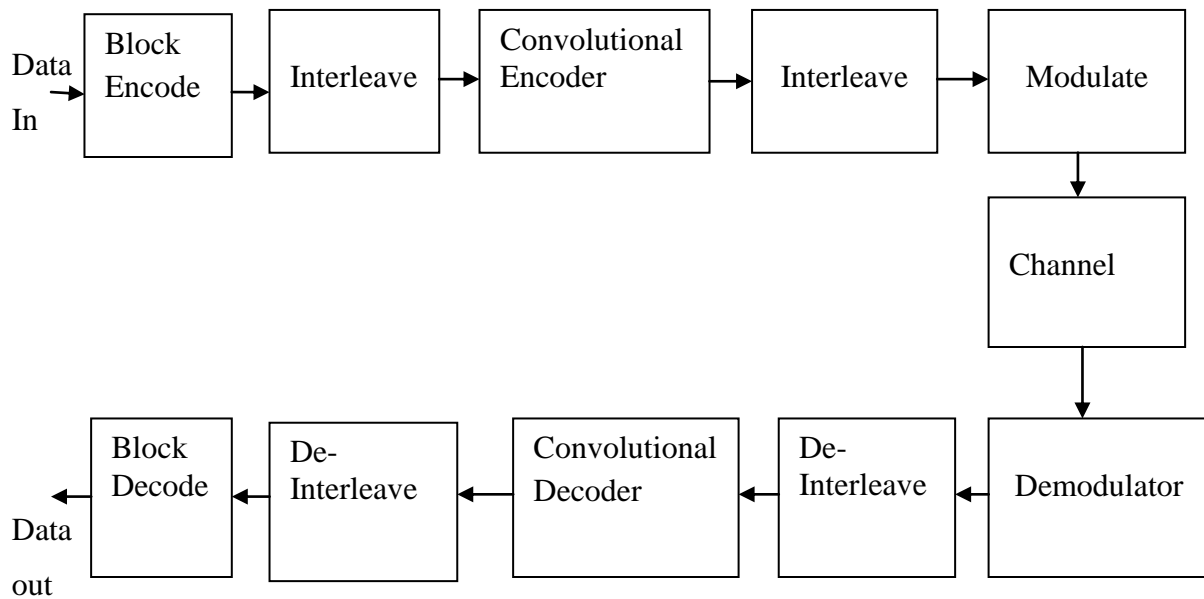 Data
In
Block
Encode
Interleave
Convolutional
Encoder
Interleave
Modulate
Channel
Demodulator
De-
Interleave
Convolutional
Decoder
De-
Interleave
Block
Decode
Data
out